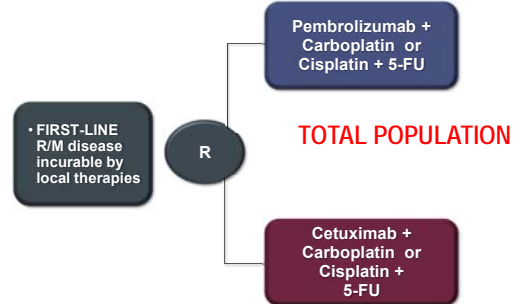 Pembrolizumab +
Carboplatin or
Cisplatin + 5-FU
• FIRST-LINE
R/M disease
incurable by
local therapies
R
TOTAL POPULATION
Cetuximab +
Carboplatin or
Cisplatin +
5-FU